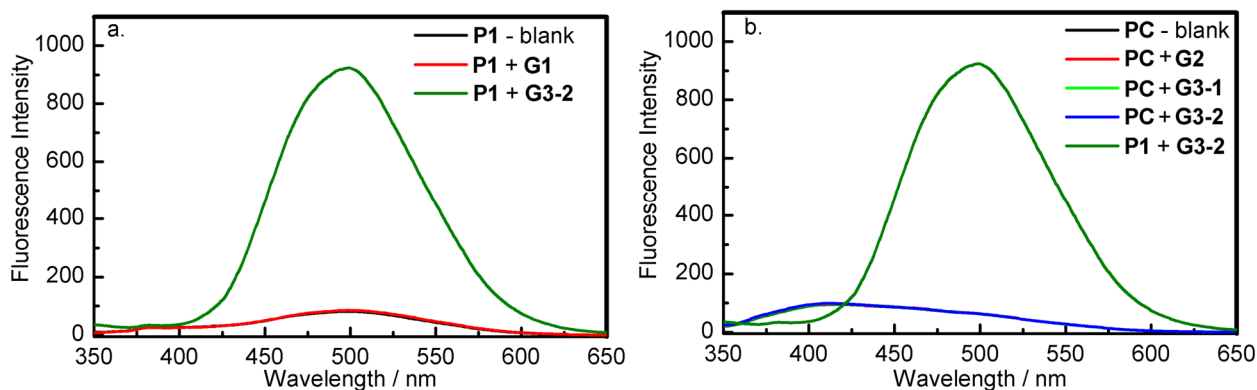 a.
P1 - blank
P1 + G1
P1 + G3-2
Fluorescence Intensity
1000
800
600
400
200
0
350 400 450 500 550 600 650
Wavelength / nm
b.
PC - blank
PC + G2
PC + G3-1
PC + G3-2
P1 + G3-2
Fluorescence Intensity
1000
800
600
400
200
0
350 400 450 500 550 600 650
Wavelength / nm